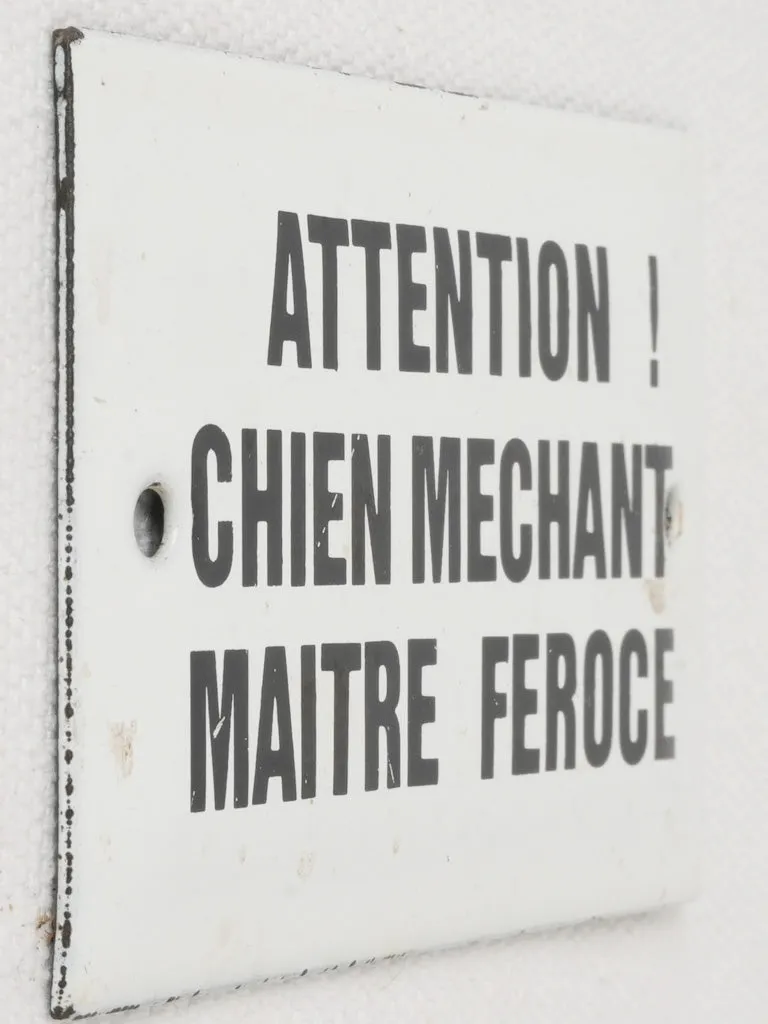 ATTENTION !
CHIEN MECHANT
MAITRE FEROCE